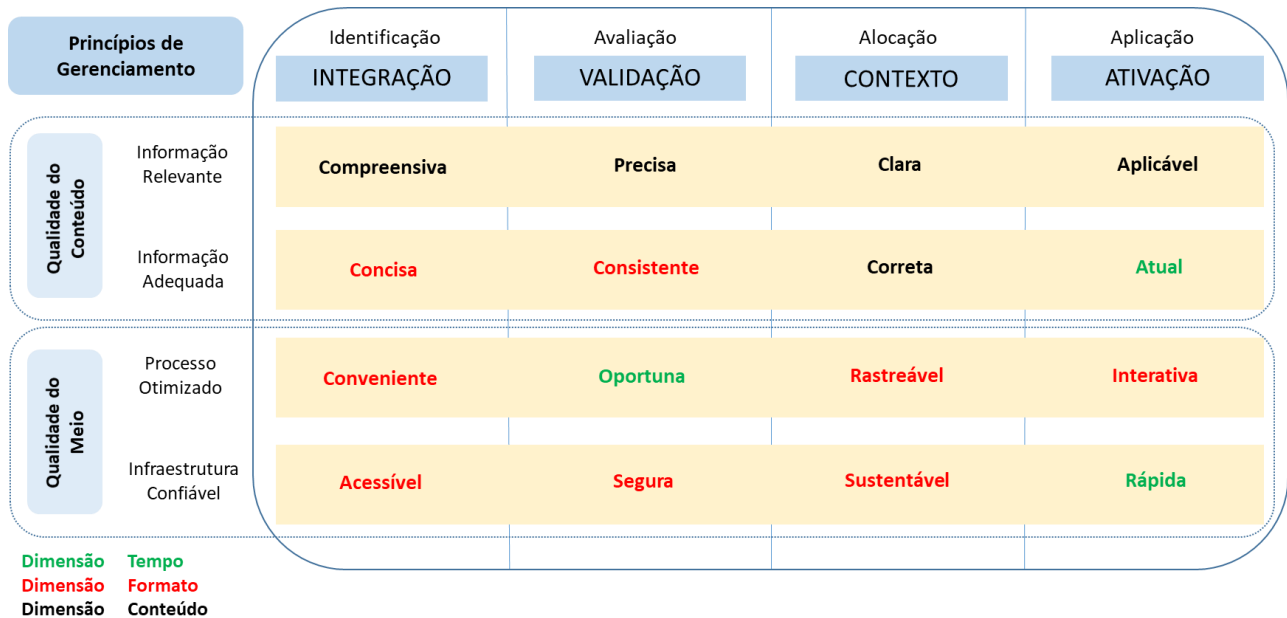 Princípios de
Gerenciamento
Identificação
Avaliação
Alocação
Aplicação
INTEGRAÇÃO
VALIDAÇÃO
CONTEXTO
ATIVAÇÃO
Qualidade do
Conteúdo
Informação
Relevante
Compreensiva
Precisa
Clara
Aplicável
Informação
Adequada
Concisa
Consistente
Correta
Atual
Qualidade do
Meio
Processo
Otimizado
Conveniente
Oportuna
Rastreável
Interativa
Infraestrutura
Confiável
Acessível
Segura
Sustentável
Rápida
Dimensão Tempo
Dimensão Formato
Dimensão Conteúdo